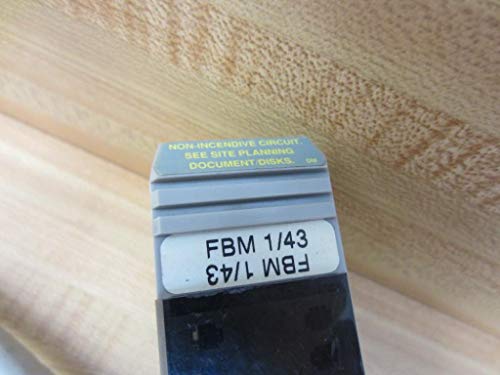 NON-INCENDIVE CIRCUIT.
SEE SITE PLANNING
DOCUMENT/DISKS.
FBM 1/43
FBM 1/43